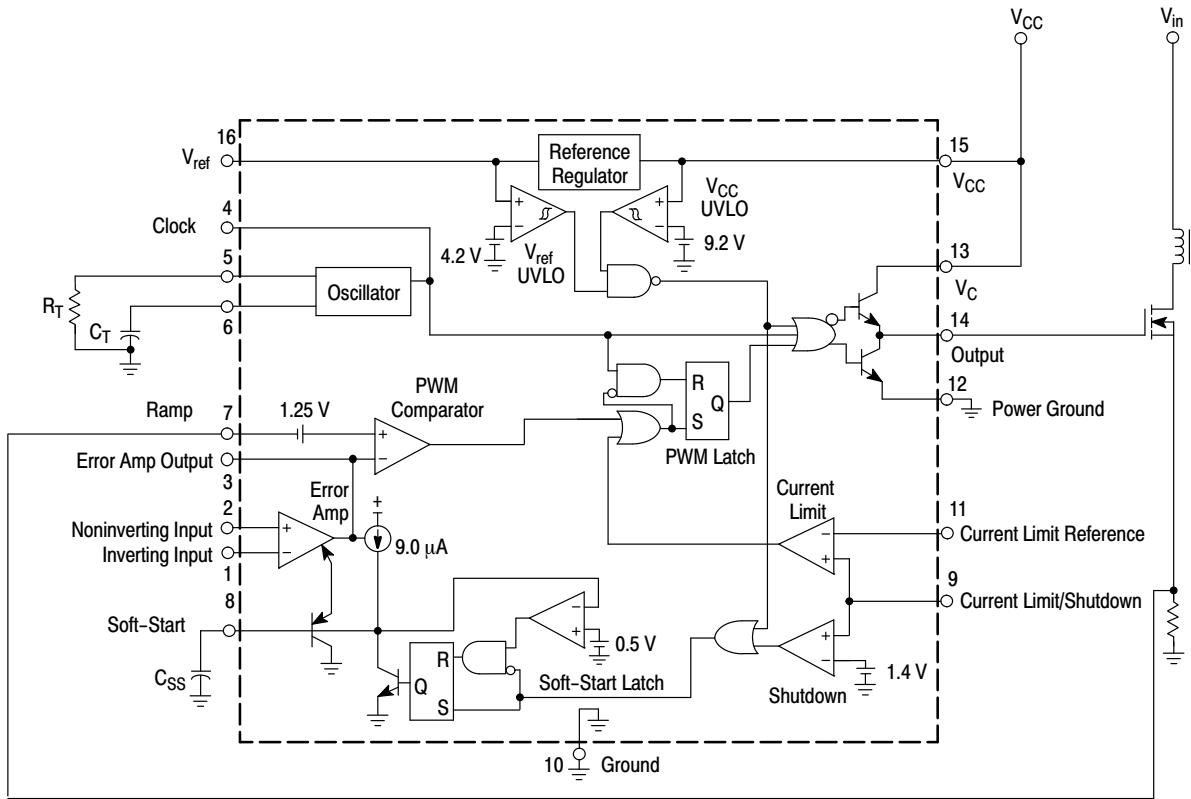 V_CC
V_in
16
V_ref
Reference
Regulator
15
V_CC
4
Clock
4.2 V
V_ref
UVLO
V_CC
UVLO
9.2 V
13
V_C
5
R_T
C_T
6
Oscillator
14
Output
12
Power Ground
R
S
Q
PWM Latch
PWM
Comparator
Ramp
7
1.25 V
Error Amp Output
3
Error
Amp
2
Noninverting Input
Inverting Input
1
+
9.0 µA
Current
Limit
11
Current Limit Reference
9
Current Limit/Shutdown
8
Soft-Start
C_SS
0.5 V
R
Q
S
Soft-Start Latch
Shutdown
1.4 V
10
Ground
+
−
+
−
+
−
+
−
−
+
−
+
+
−